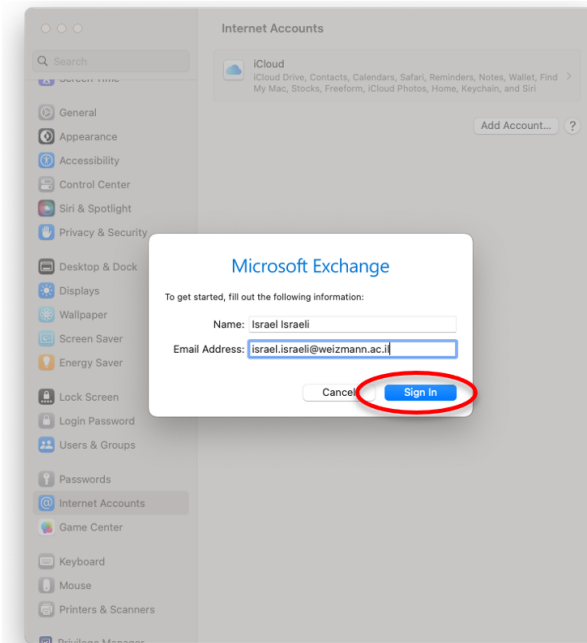 Internet Accounts
Search
Screen Time
General
Appearance
Accessibility
Control Center
Siri & Spotlight
Privacy & Security
Desktop & Dock
Displays
Wallpaper
Screen Saver
Energy Saver
Lock Screen
Login Password
Users & Groups
Passwords
Internet Accounts
Game Center
Keyboard
Mouse
Printers & Scanners
Privilege Manager
iCloud
iCloud Drive, Contacts, Calendars, Safari, Reminders, Notes, Wallet, Find
My Mac, Stocks, Freeform, iCloud Photos, Home, Keychain, and Siri
Add Account... ?
Microsoft Exchange
To get started, fill out the following information:
Name: Israel Israeli
Email Address: israel.israeli@weizmann.ac.il
Cancel Sign In